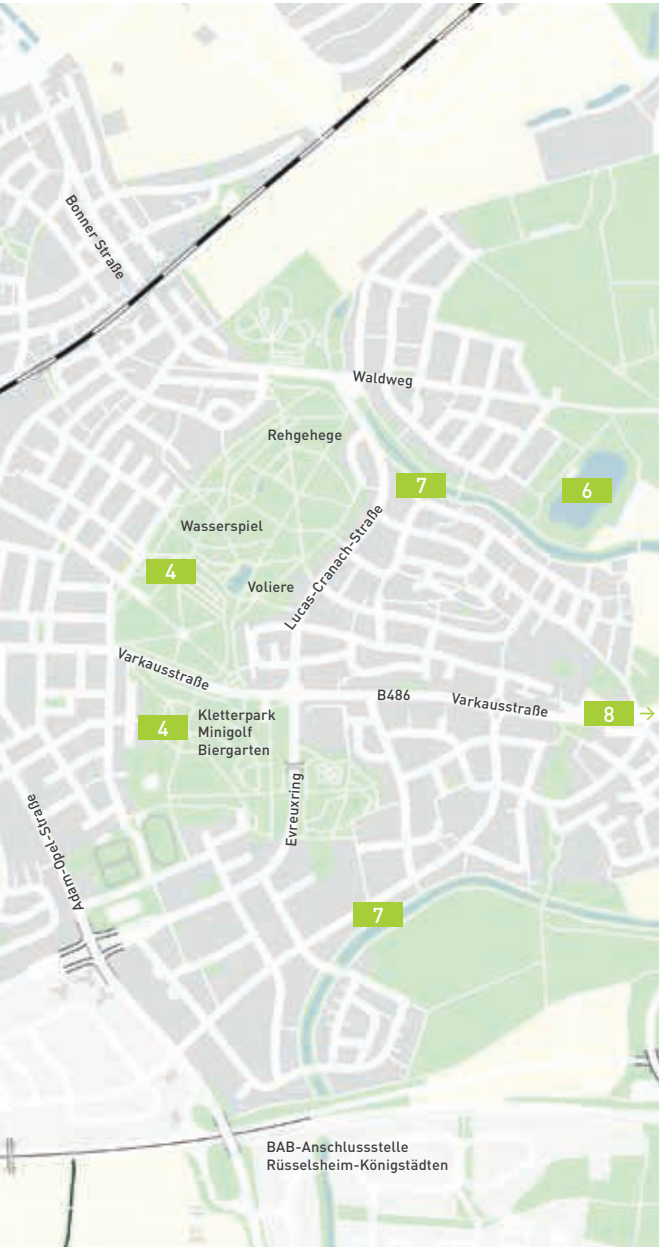 Bonner Straße
Waldweg
Rehgehege
7
6
Wasserspiel
Lucas-Cranach-Straße
4
Voliere
Varkausstraße
B486
Varkausstraße
8 →
4
Kletterpark
Minigolf
Biergarten
Evreuxring
Adam-Opel-Straße
7
BAB-Anschlussstelle
Rüsselsheim-Königstädten